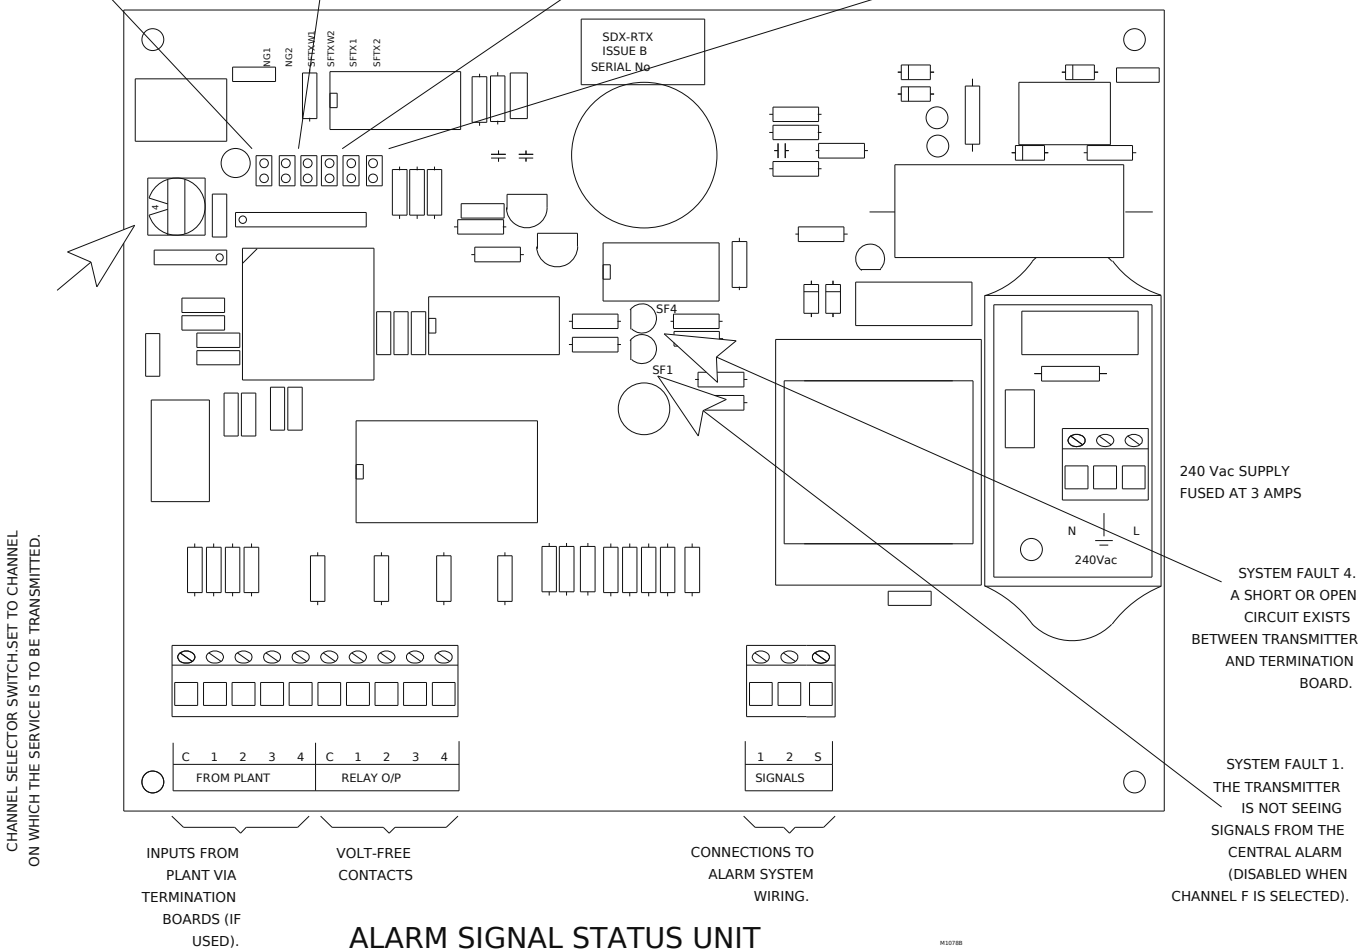 SDX-RTX
ISSUE B
SERIAL No
NG1
NG2
SFTXW1
SFTXW2
SFTX1
SFTX2
4
SF4
SF1
240 Vac SUPPLY
FUSED AT 3 AMPS
N L
240Vac
SYSTEM FAULT 4.
A SHORT OR OPEN
CIRCUIT EXISTS
BETWEEN TRANSMITTER
AND TERMINATION
BOARD.
CHANNEL SELECTOR SWITCH.SET TO CHANNEL
ON WHICH THE SERVICE IS TO BE TRANSMITTED.
C 1 2 3 4 C 1 2 3 4
FROM PLANT RELAY O/P
1 2 S
SIGNALS
SYSTEM FAULT 1.
THE TRANSMITTER
IS NOT SEEING
SIGNALS FROM THE
CENTRAL ALARM
(DISABLED WHEN
CHANNEL F IS SELECTED).
INPUTS FROM
PLANT VIA
TERMINATION
BOARDS (IF
USED).
VOLT-FREE
CONTACTS
CONNECTIONS TO
ALARM SYSTEM
WIRING.
ALARM SIGNAL STATUS UNIT
M1078B